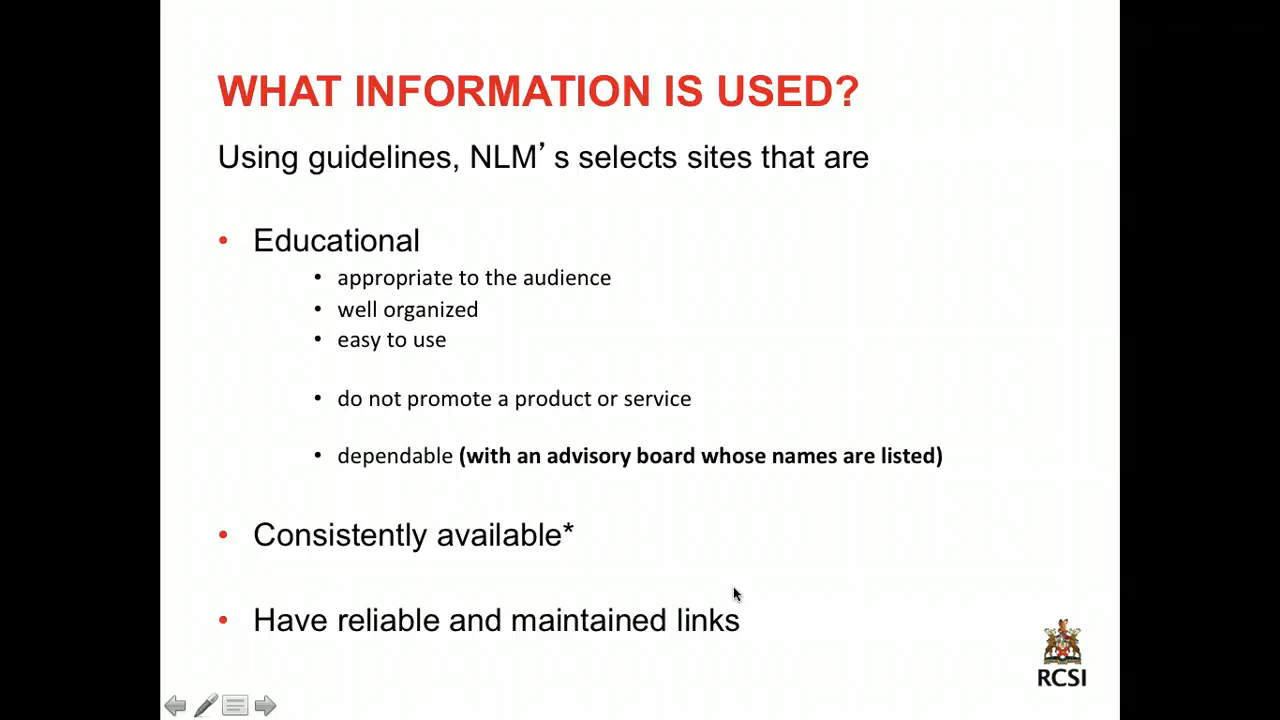 WHAT INFORMATION IS USED?
Using guidelines, NLM’s selects sites that are
• Educational
• appropriate to the audience
• well organized
• easy to use
• do not promote a product or service
• dependable (with an advisory board whose names are listed)
• Consistently available*
• Have reliable and maintained links
RCSI